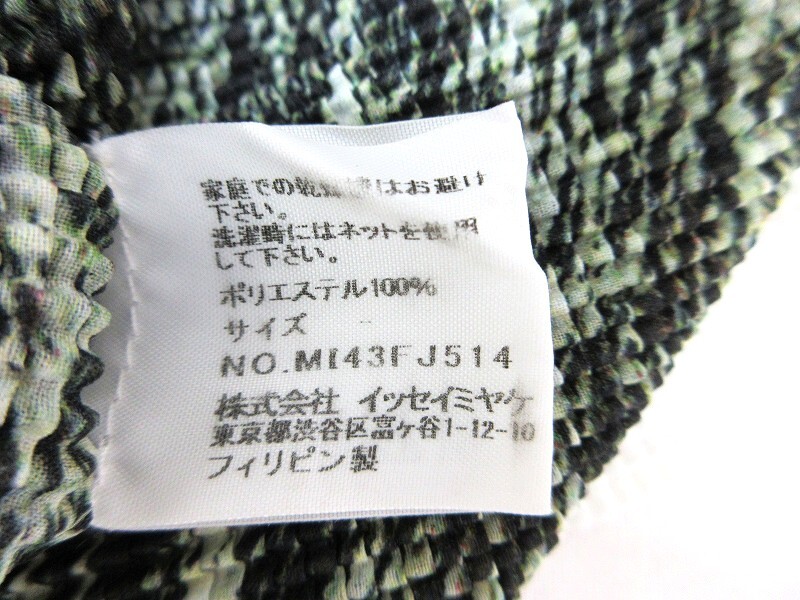 家庭での乾燥機はお避け
下さい。
洗濯時にはネットを使用
して下さい。
ポリエステル100%
サイズ -
NO.MI43FJ514
株式会社 イッセイミヤケ
東京都渋谷区富ヶ谷1-12-10
フィリピン製